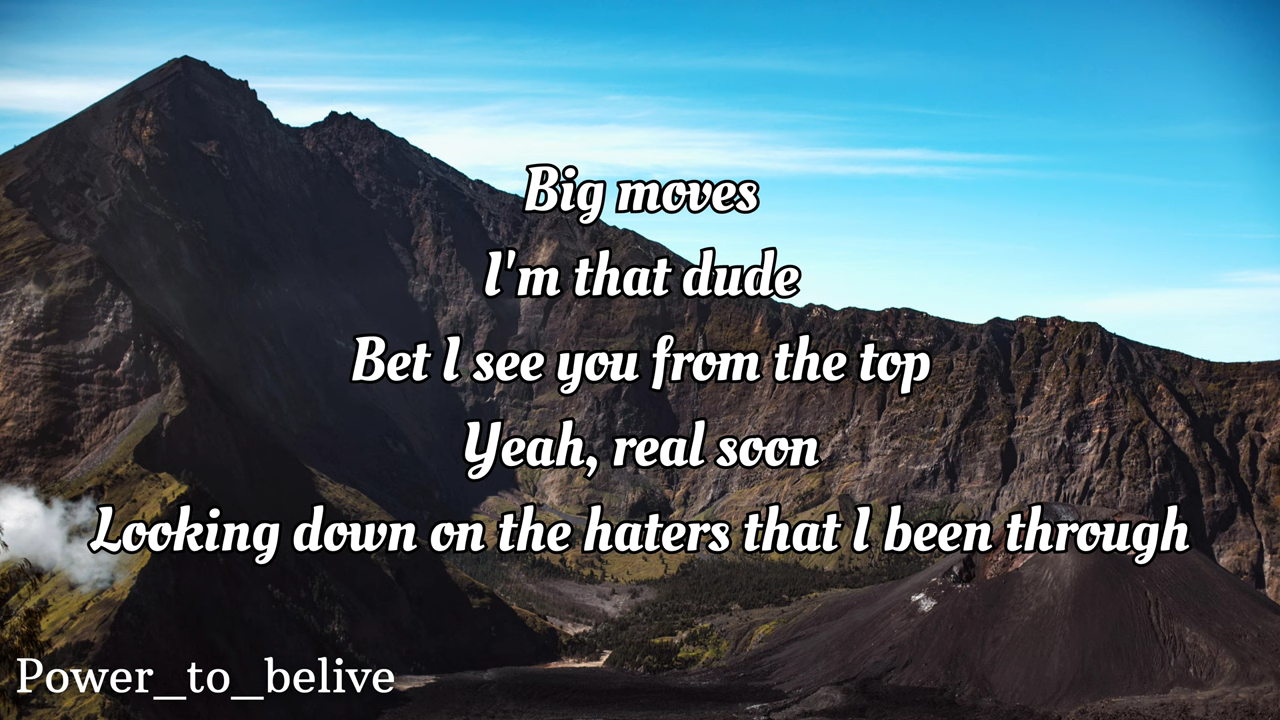 Big moves
I'm that dude
Bet I see you from the top
Yeah, real soon
Looking down on the haters that I been through
Power_to_belive